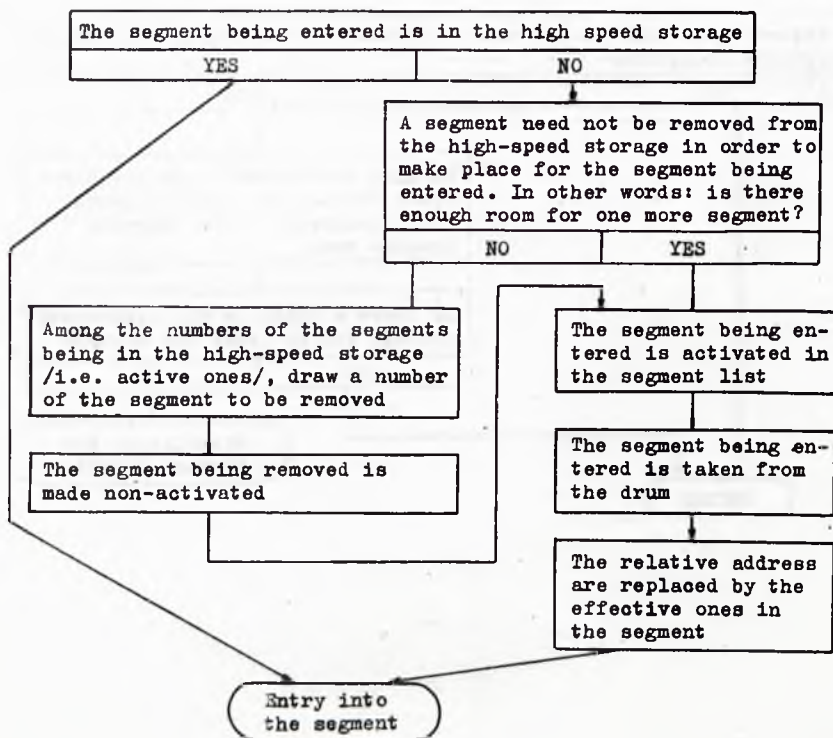 The segment being entered is in the high speed storage
YES NO
A segment need not be removed from
the high-speed storage in order to
make place for the segment being
entered. In other words: is there
enough room for one more segment?
NO YES
Among the numbers of the segments
being in the high-speed storage
/i.e. active ones/, draw a number
of the segment to be removed
The segment being removed is
made non-activated
The segment being en-
tered is activated in
the segment list
The segment being en-
tered is taken from
the drum
The relative address
are replaced by the
effective ones in
the segment
Entry into
the segment